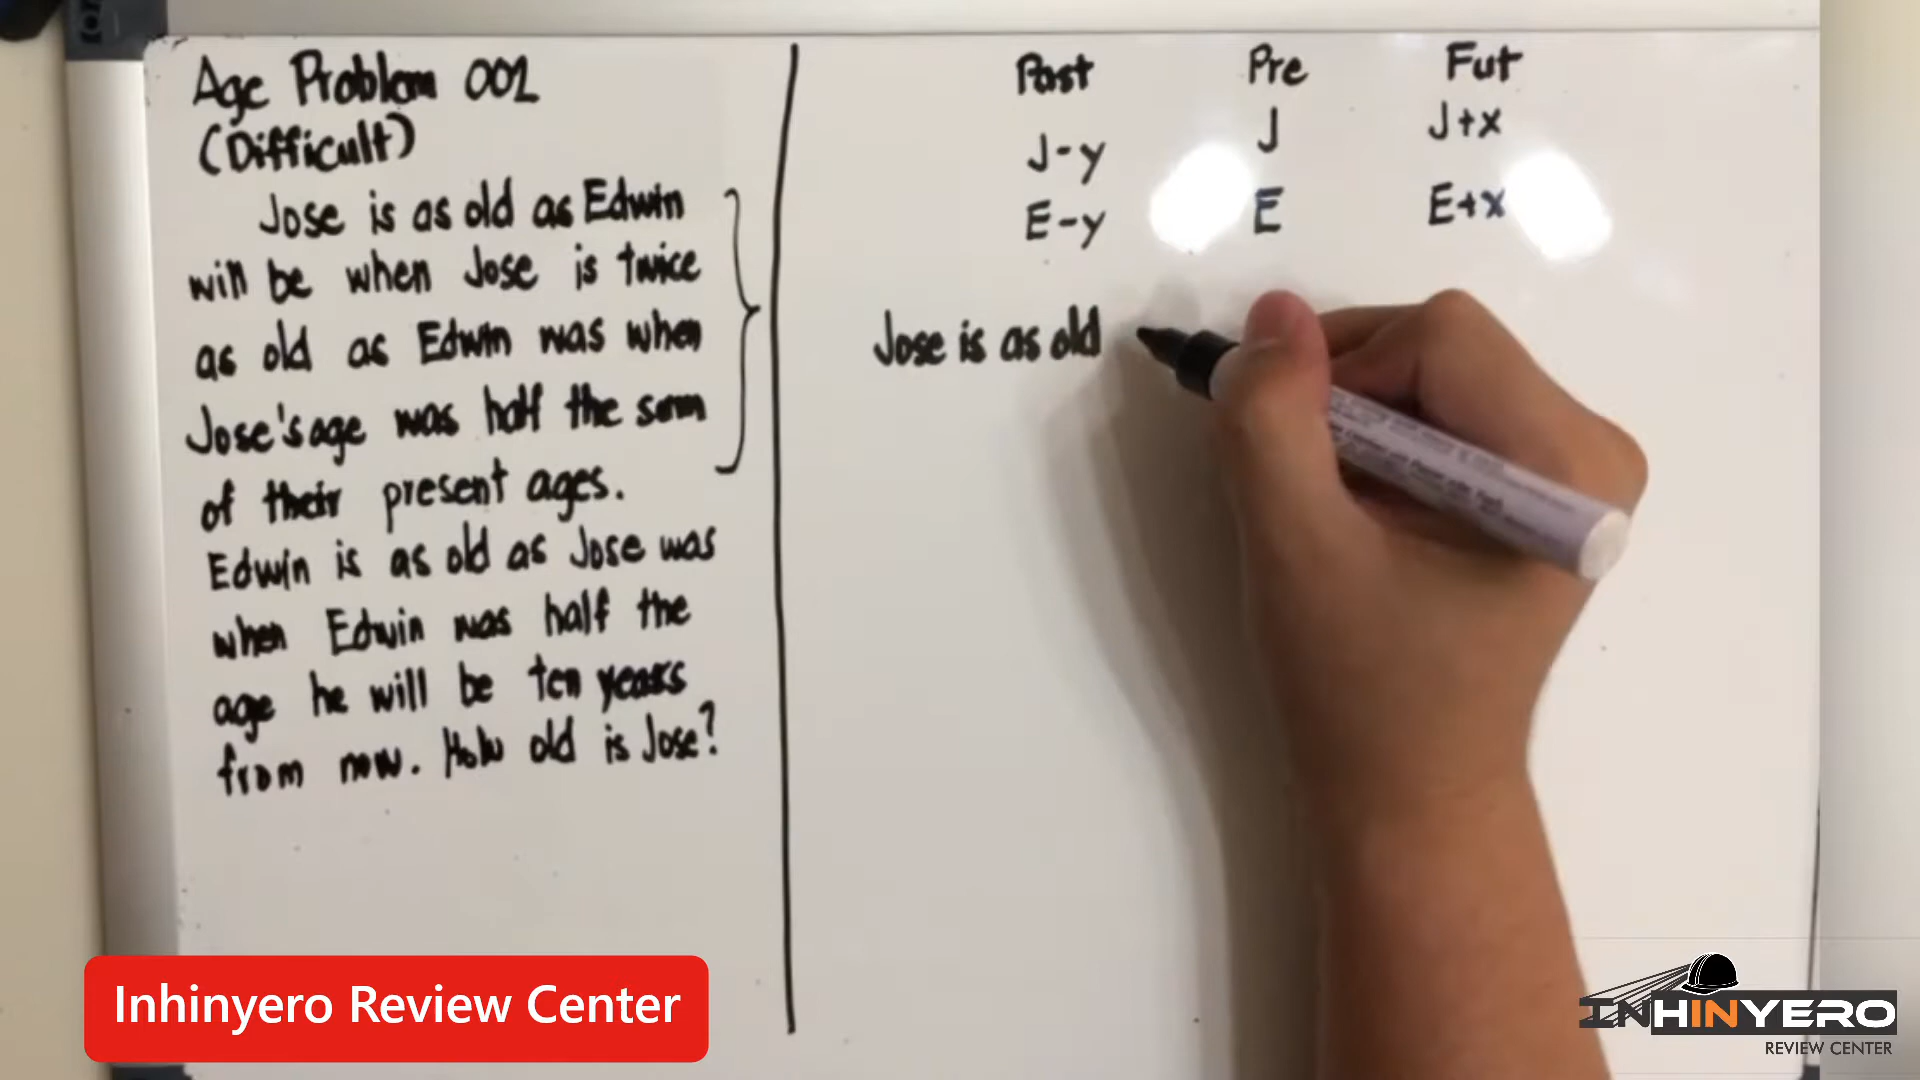 Age Problem 002
(Difficult)
Jose is as old as Edwin
will be when Jose is twice
as old as Edwin was when
Jose's age was half the sum
of their present ages.
Edwin is as old as Jose was
when Edwin was half the
age he will be ten years
from now. How old is Jose?
Past Pre Fut
J-y J J+x
E-y E E+x
Jose is as old
Inhinyero Review Center
INHINYERO
REVIEW CENTER